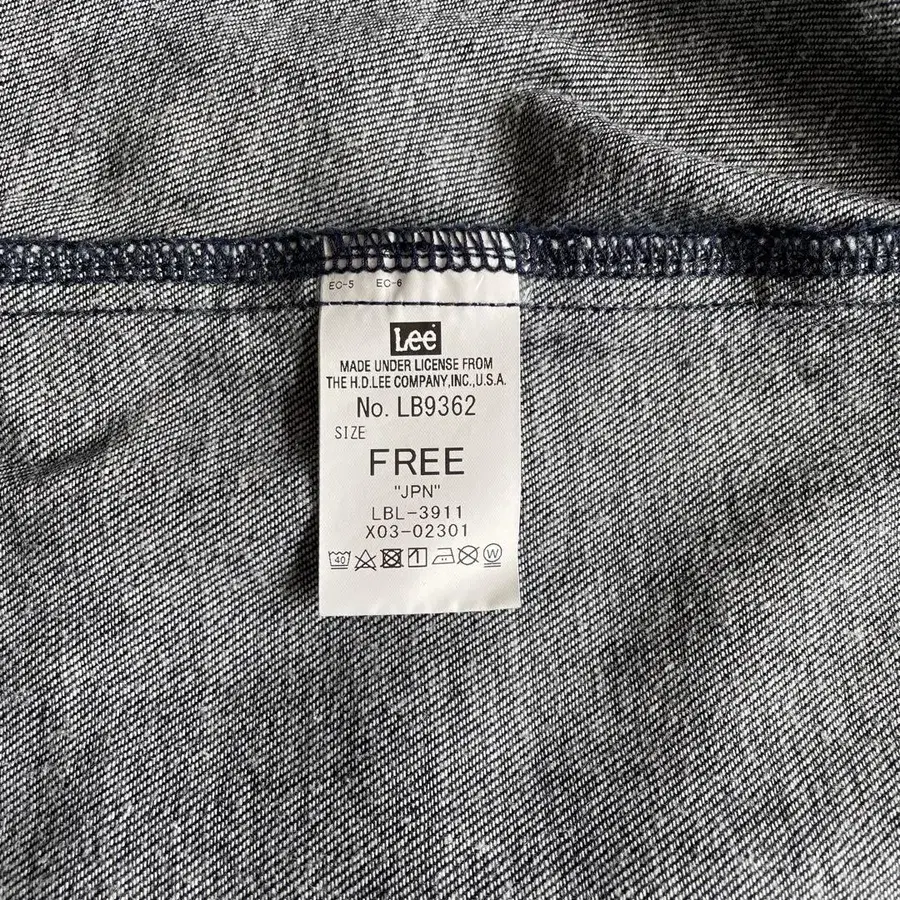 EC-5 EC-6
Lee
MADE UNDER LICENSE FROM
THE H.D.LEE COMPANY,INC.,U.S.A.
No. LB9362
SIZE
FREE
"JPN"
LBL-3911
X03-02301
40 W